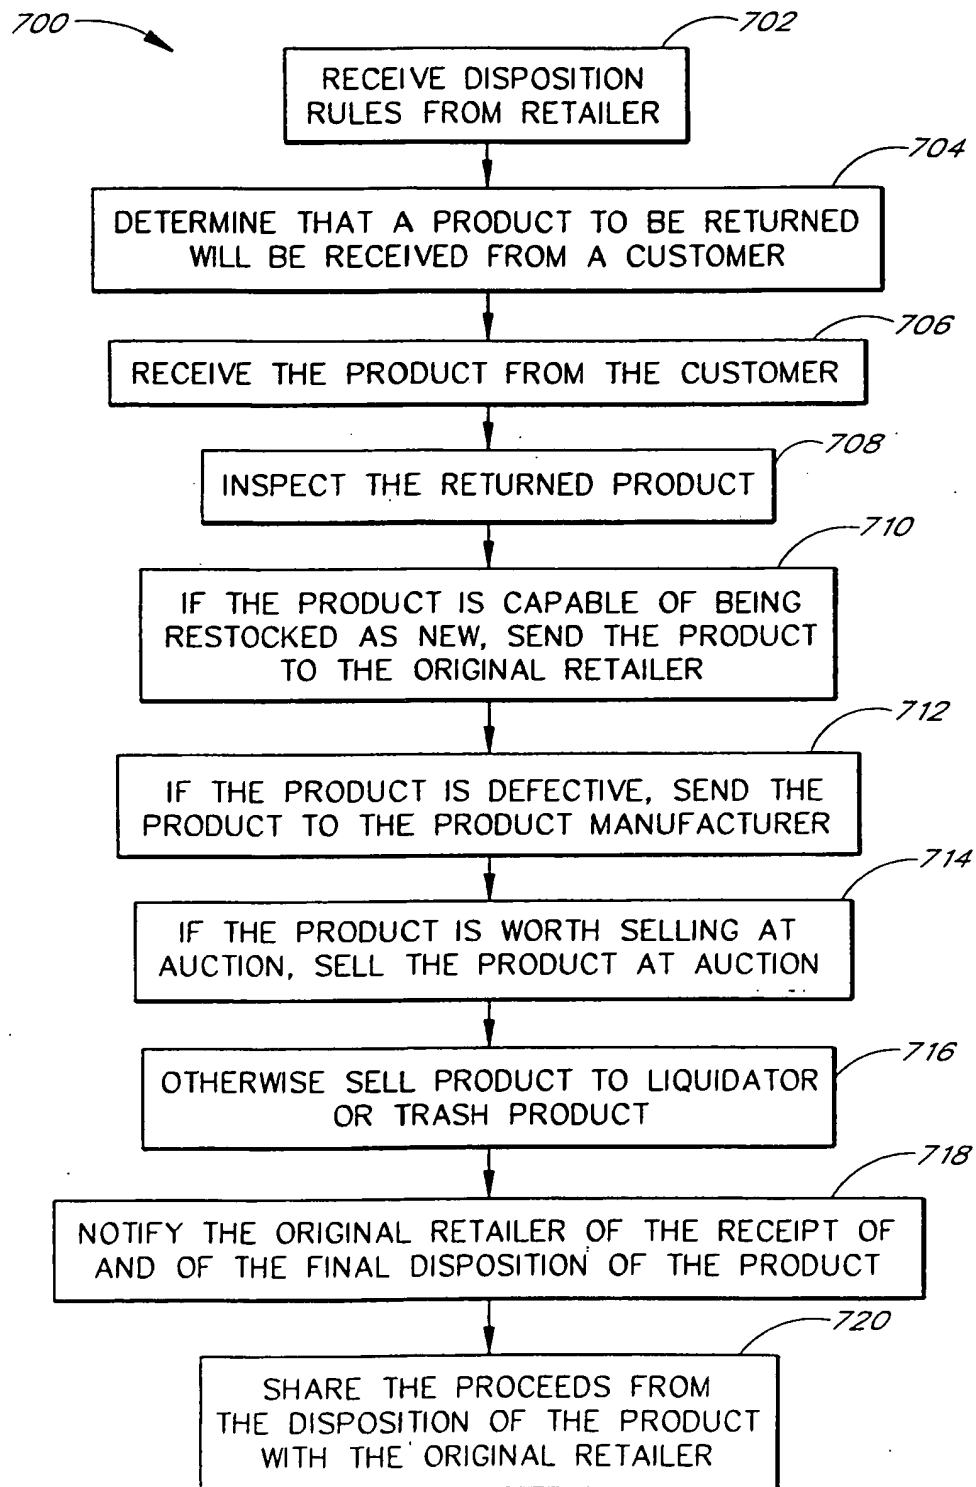 700
702
RECEIVE DISPOSITION
RULES FROM RETAILER
704
DETERMINE THAT A PRODUCT TO BE RETURNED
WILL BE RECEIVED FROM A CUSTOMER
706
RECEIVE THE PRODUCT FROM THE CUSTOMER
708
INSPECT THE RETURNED PRODUCT
710
IF THE PRODUCT IS CAPABLE OF BEING
RESTOCKED AS NEW, SEND THE PRODUCT
TO THE ORIGINAL RETAILER
712
IF THE PRODUCT IS DEFECTIVE, SEND THE
PRODUCT TO THE PRODUCT MANUFACTURER
714
IF THE PRODUCT IS WORTH SELLING AT
AUCTION, SELL THE PRODUCT AT AUCTION
716
OTHERWISE SELL PRODUCT TO LIQUIDATOR
OR TRASH PRODUCT
718
NOTIFY THE ORIGINAL RETAILER OF THE RECEIPT OF
AND OF THE FINAL DISPOSITION OF THE PRODUCT
720
SHARE THE PROCEEDS FROM
THE DISPOSITION OF THE PRODUCT
WITH THE ORIGINAL RETAILER